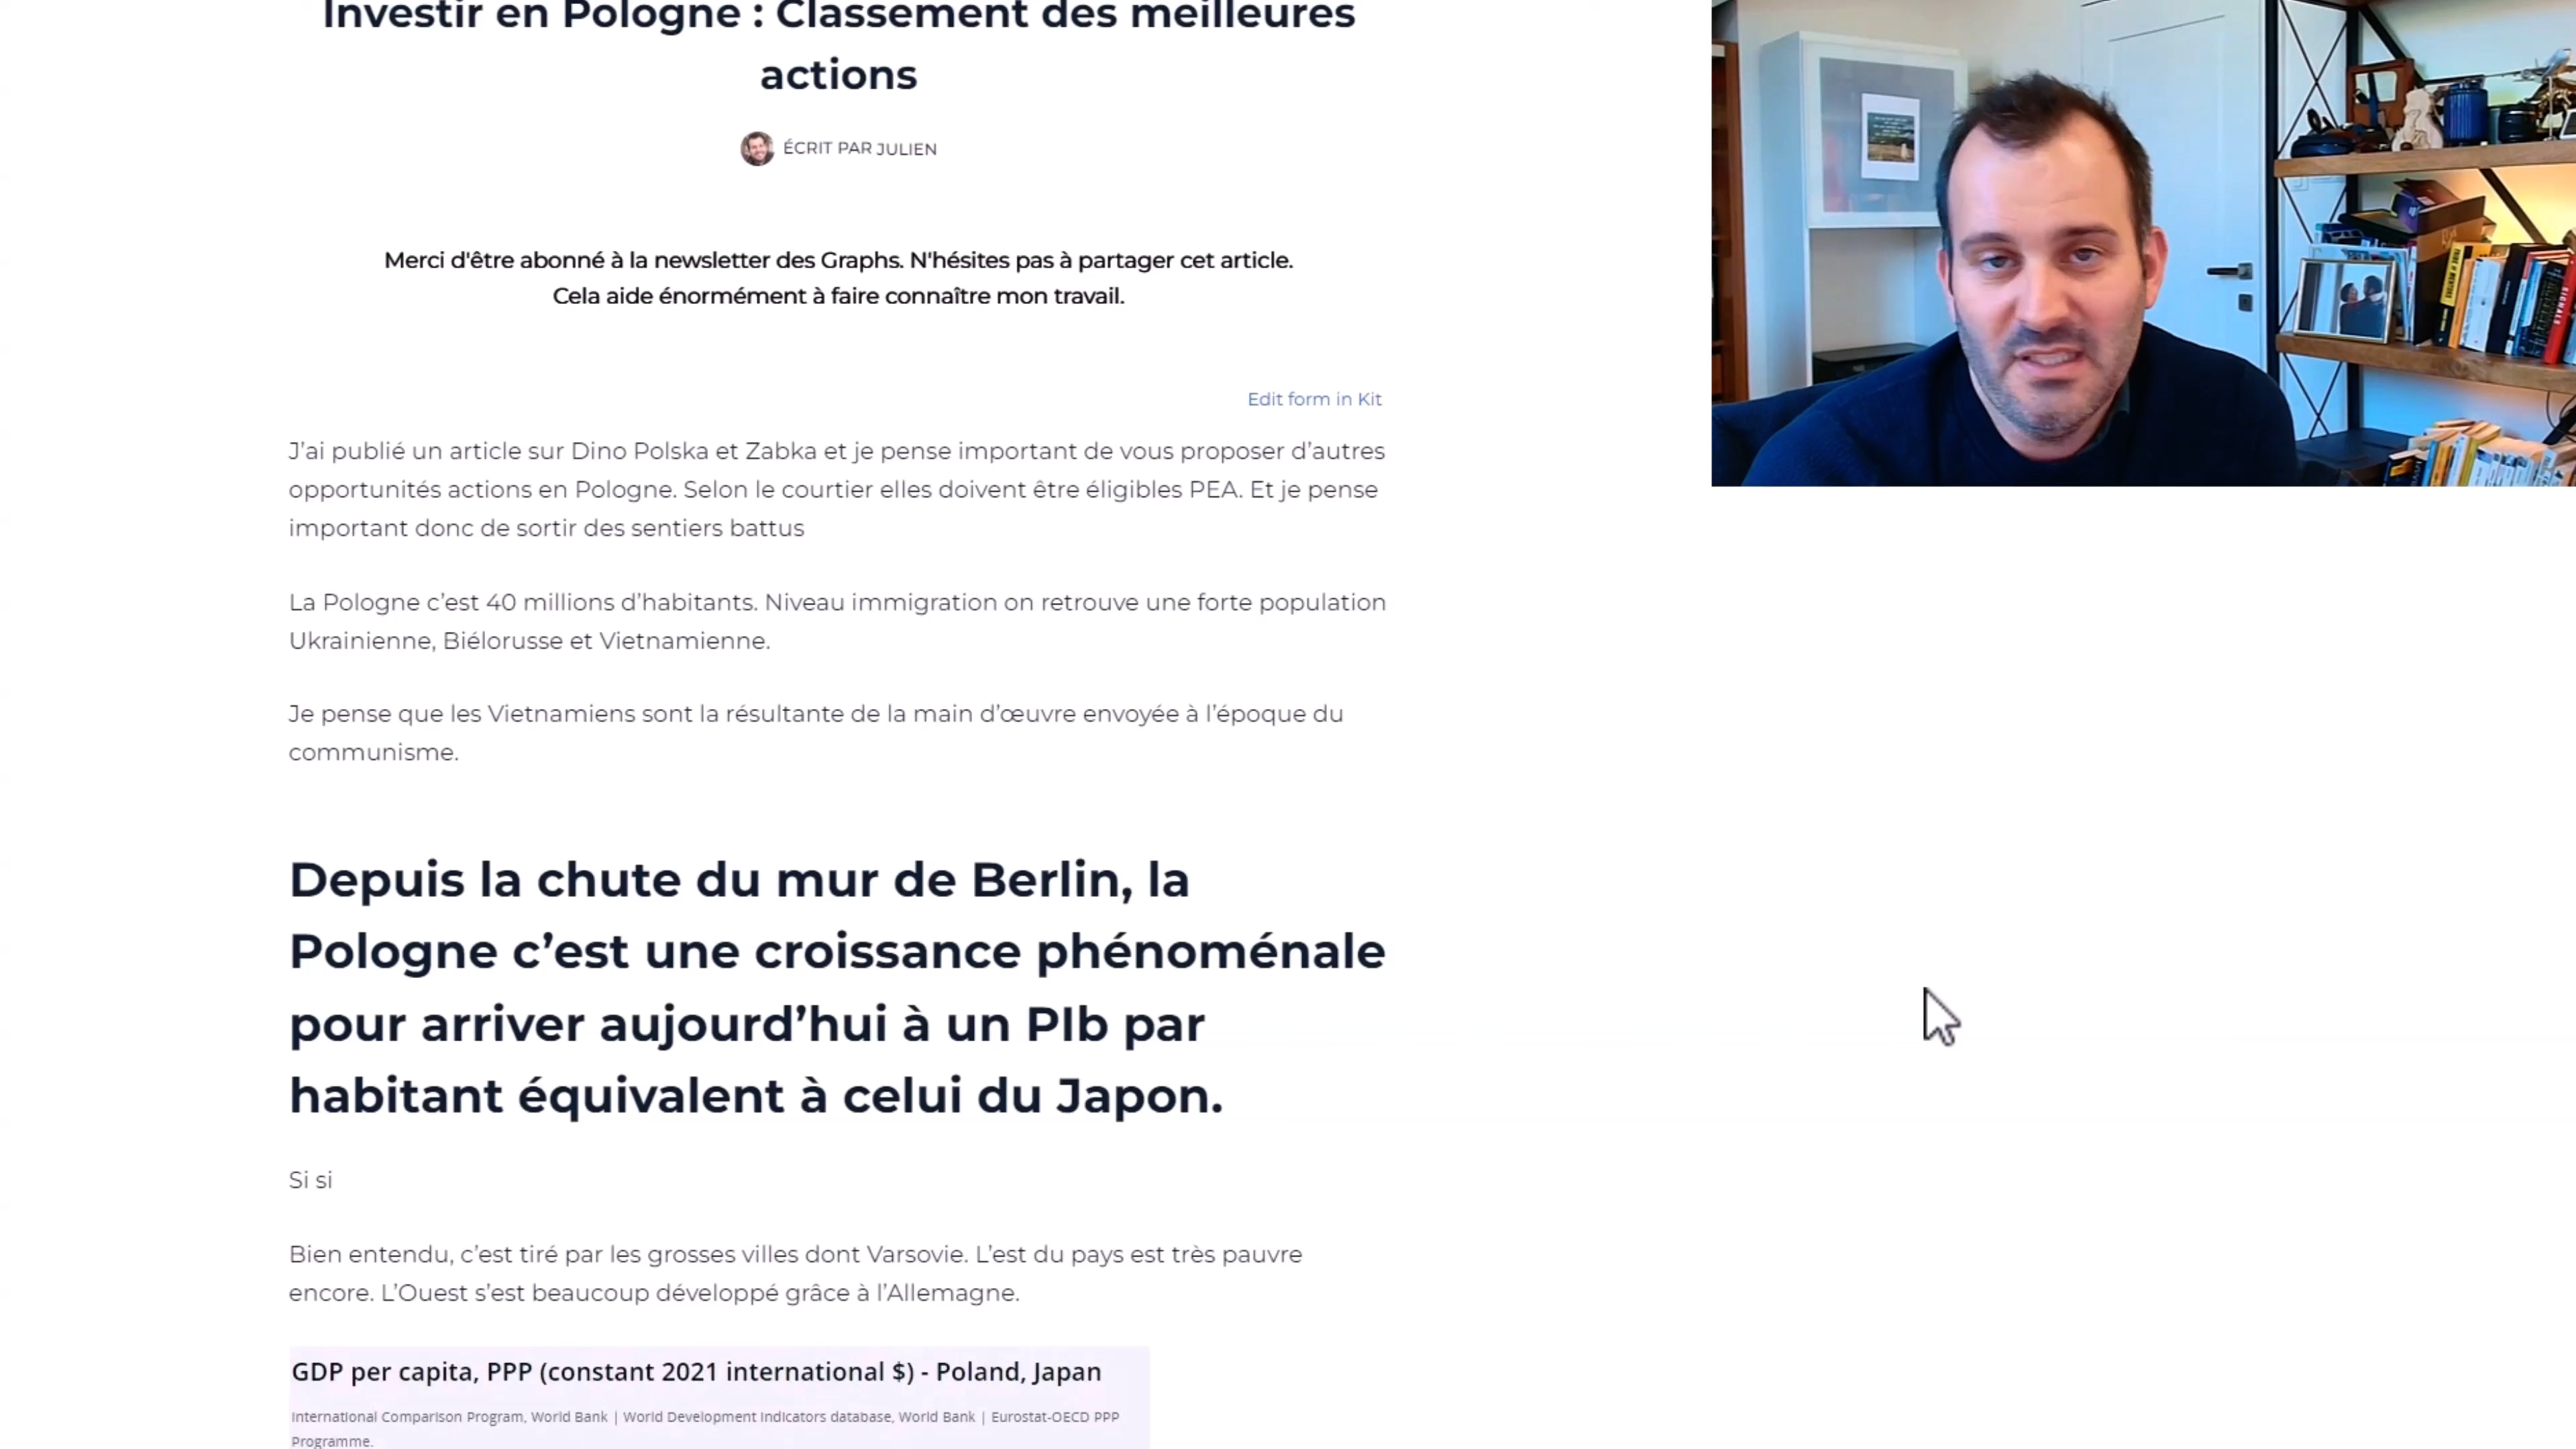 Investir en Pologne : Classement des meilleures
actions
ÉCRIT PAR JULIEN
Merci d'être abonné à la newsletter des Graphs. N'hésites pas à partager cet article.
Cela aide énormément à faire connaître mon travail.
Edit form in Kit
J’ai publié un article sur Dino Polska et Zabka et je pense important de vous proposer d’autres
opportunités actions en Pologne. Selon le courtier elles doivent être éligibles PEA. Et je pense
important donc de sortir des sentiers battus
La Pologne c’est 40 millions d’habitants. Niveau immigration on retrouve une forte population
Ukrainienne, Biélorusse et Vietnamienne.
Je pense que les Vietnamiens sont la résultante de la main d’œuvre envoyée à l’époque du
communisme.
Depuis la chute du mur de Berlin, la
Pologne c’est une croissance phénoménale
pour arriver aujourd’hui à un PIb par
habitant équivalent à celui du Japon.
Si si
Bien entendu, c’est tiré par les grosses villes dont Varsovie. L’est du pays est très pauvre
encore. L’Ouest s’est beaucoup développé grâce à l’Allemagne.
GDP per capita, PPP (constant 2021 international $) - Poland, Japan
International Comparison Program, World Bank | World Development Indicators database, World Bank | Eurostat-OECD PPP
Programme.